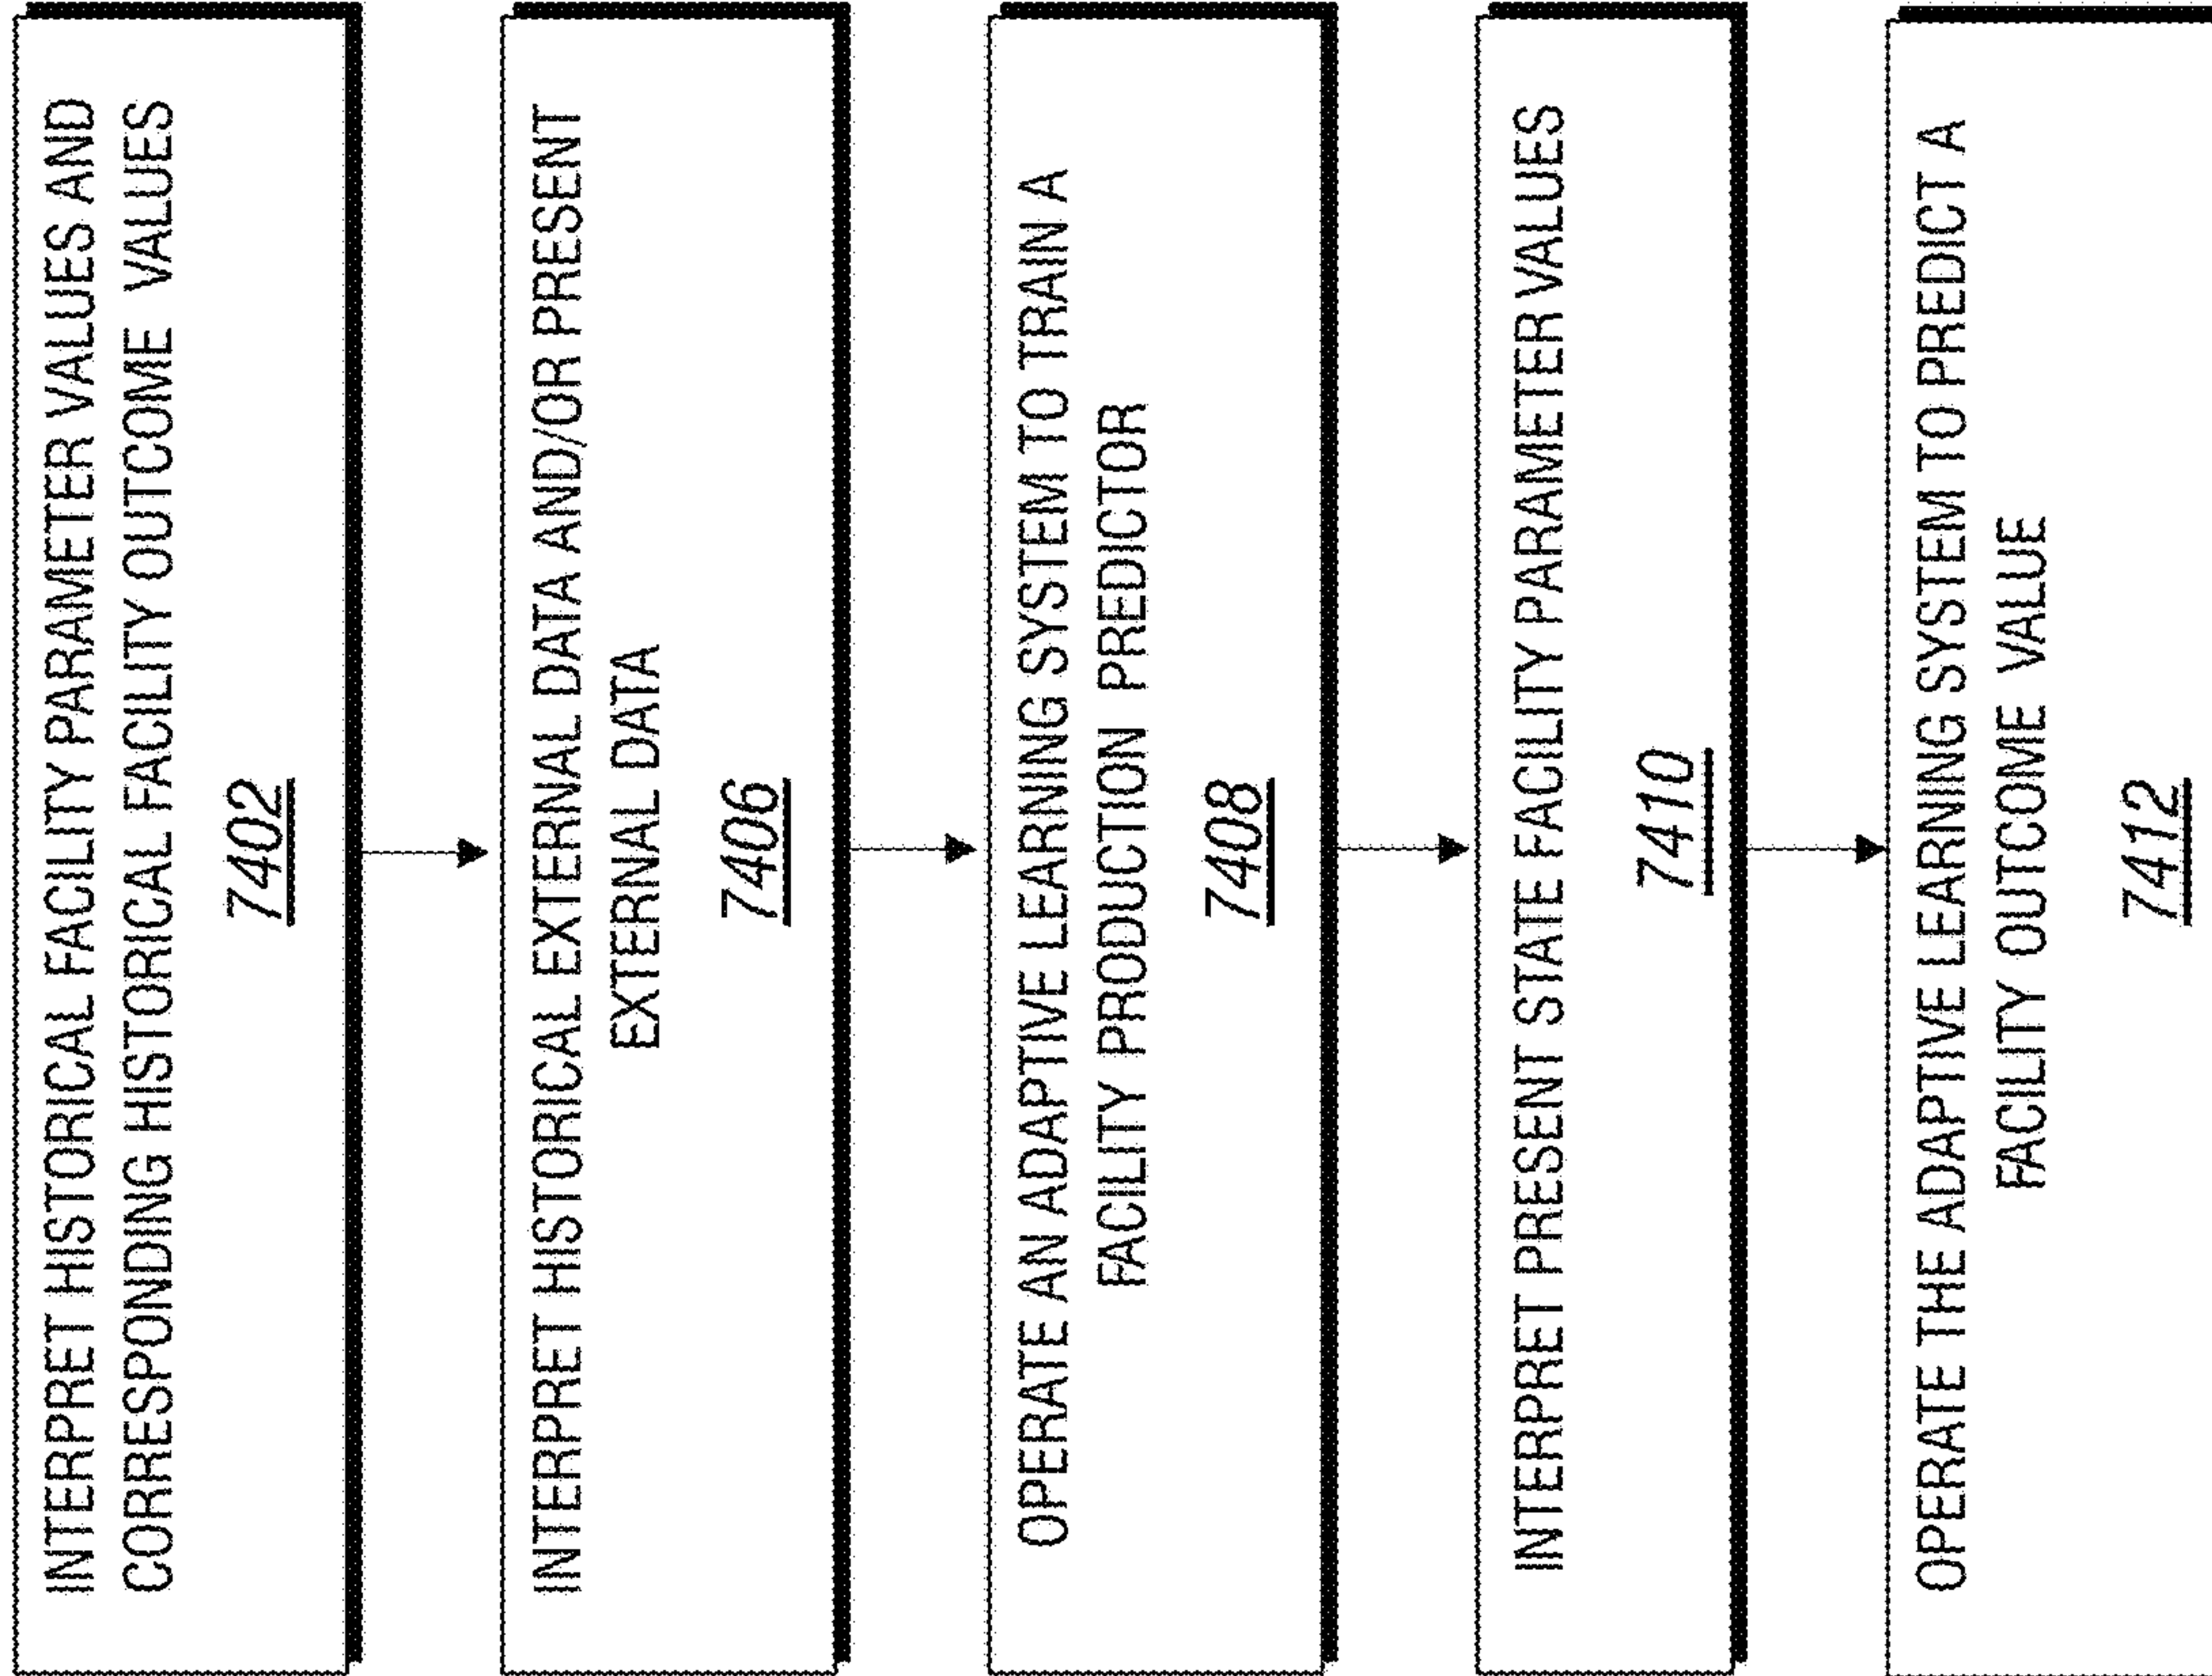 INTERPRET HISTORICAL FACILITY PARAMETER VALUES AND
CORRESPONDING HISTORICAL FACILITY OUTCOME VALUES
7402
INTERPRET HISTORICAL EXTERNAL DATA AND/OR PRESENT
EXTERNAL DATA
7406
OPERATE AN ADAPTIVE LEARNING SYSTEM TO TRAIN A
FACILITY PRODUCTION PREDICTOR
7408
INTERPRET PRESENT STATE FACILITY PARAMETER VALUES
7410
OPERATE THE ADAPTIVE LEARNING SYSTEM TO PREDICT A
FACILITY OUTCOME VALUE
7412